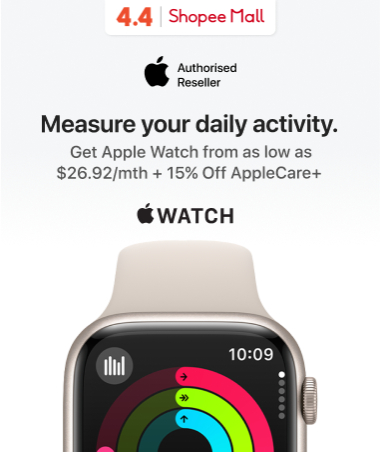 4.4 | Shopee Mall
Authorised
Reseller
Measure your daily activity.
Get Apple Watch from as low as
$26.92/mth + 15% Off AppleCare+
WATCH
10:09